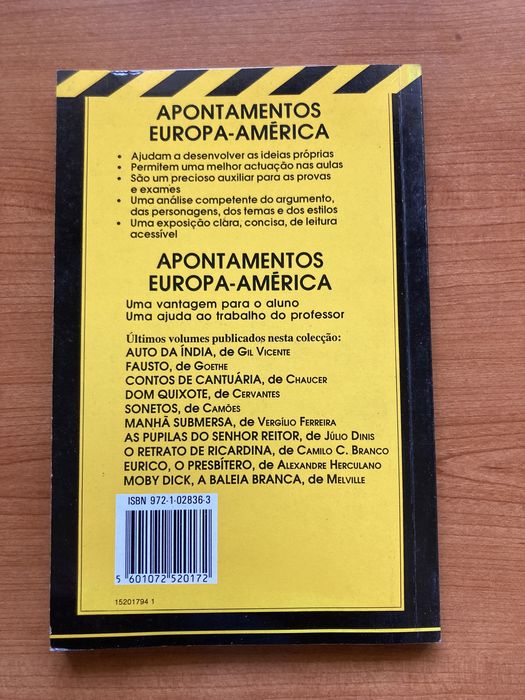 APONTAMENTOS
EUROPA-AMÉRICA
• Ajudam a desenvolver as ideias próprias
• Permitem uma melhor actuação nas aulas
• São um precioso auxiliar para as provas
e exames
• Uma análise competente do argumento,
das personagens, dos temas e dos estilos
• Uma exposição clara, concisa, de leitura
acessível
APONTAMENTOS
EUROPA-AMÉRICA
Uma vantagem para o aluno
Uma ajuda ao trabalho do professor
Últimos volumes publicados nesta colecção:
AUTO DA ÍNDIA, de GIL VICENTE
FAUSTO, de GOETHE
CONTOS DE CANTUÁRIA, de CHAUCER
DOM QUIXOTE, de CERVANTES
SONETOS, de CAMÕES
MANHÃ SUBMERSA, de VERGÍLIO FERREIRA
AS PUPILAS DO SENHOR REITOR, de JÚLIO DINIS
O RETRATO DE RICARDINA, de CAMILO C. BRANCO
EURICO, O PRESBÍTERO, de ALEXANDRE HERCULANO
MOBY DICK, A BALEIA BRANCA, de MELVILLE
ISBN 972-1-02836-3
5 601072 520172
15201794 1